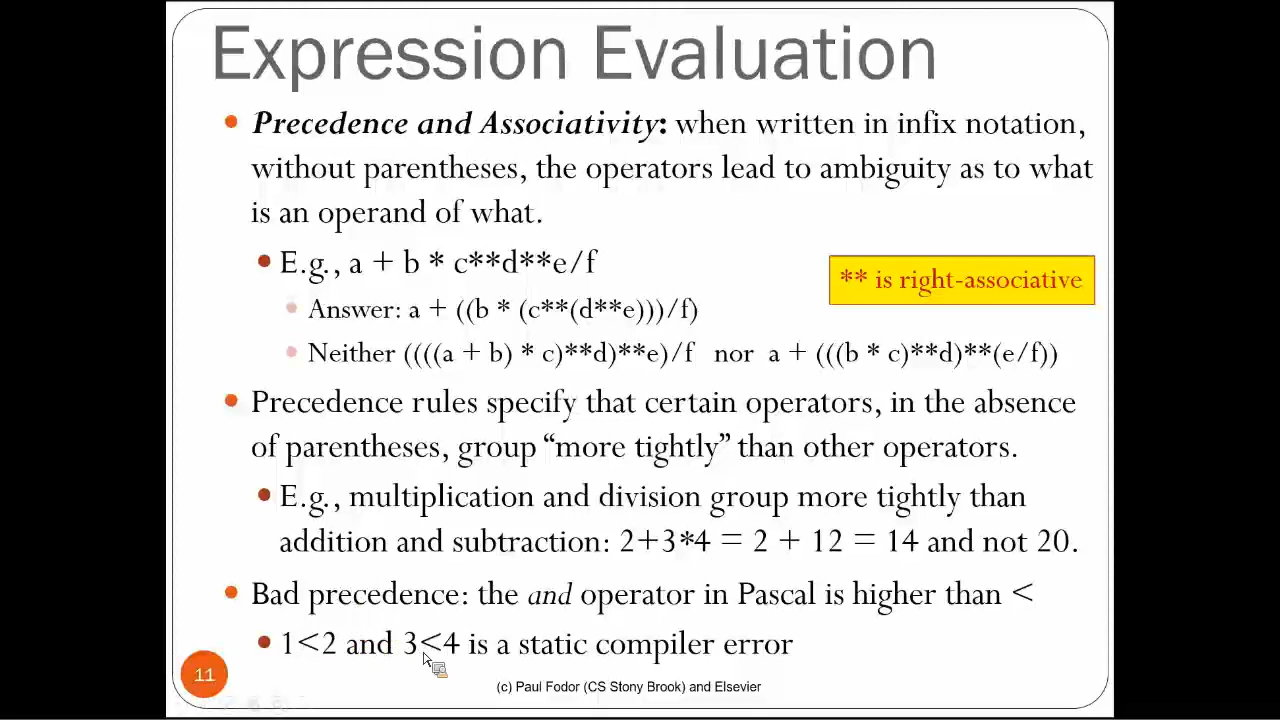 Expression Evaluation
Precedence and Associativity: when written in infix notation,
without parentheses, the operators lead to ambiguity as to what
is an operand of what.
E.g., a + b * c**d**e/f
** is right-associative
Answer: a + ((b * (c**(d**e)))/f)
Neither ((((a + b) * c)**d)**e)/f nor a + (((b * c)**d)**(e/f))
Precedence rules specify that certain operators, in the absence
of parentheses, group “more tightly” than other operators.
E.g., multiplication and division group more tightly than
addition and subtraction: 2+3*4 = 2 + 12 = 14 and not 20.
Bad precedence: the and operator in Pascal is higher than <
1<2 and 3<4 is a static compiler error
11
(c) Paul Fodor (CS Stony Brook) and Elsevier